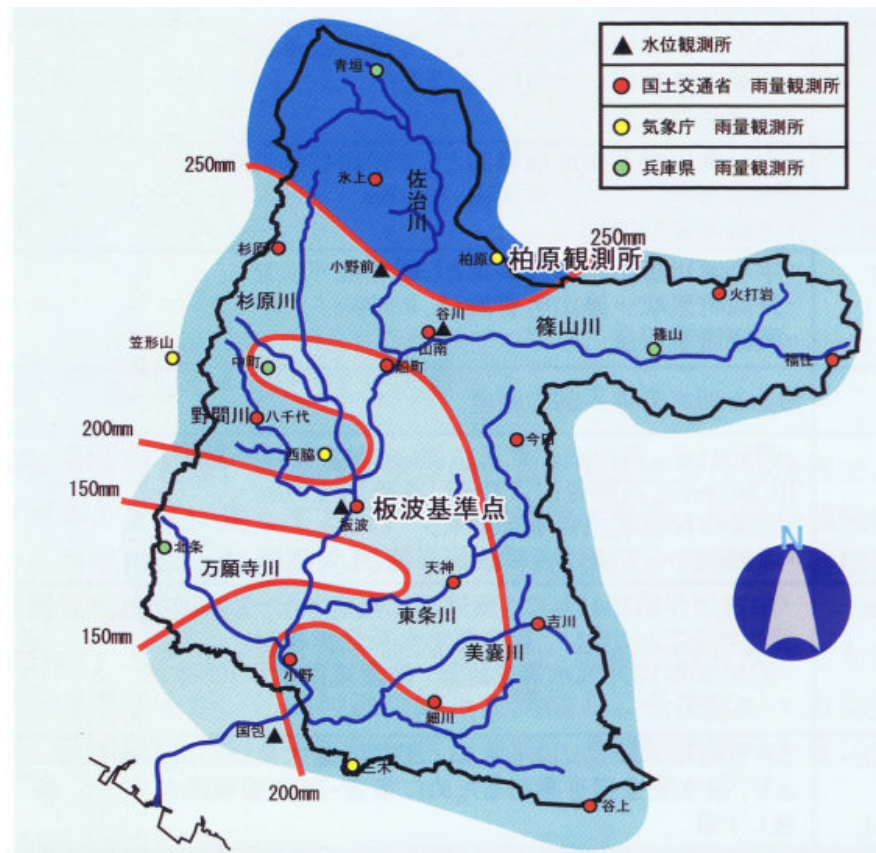 水位観測所
国土交通省 雨量観測所
気象庁 雨量観測所
兵庫県 雨量観測所
青垣
250mm
氷上
佐治川
杉原
小野前
柏原
柏原観測所
250mm
杉原川
谷川
火打岩
笠形山
山南
篠山川
篠山
中町
船町
福住
野間川
八千代
200mm
西脇
今田
150mm
板波
板波基準点
北条
万願寺川
天神
東条川
吉川
150mm
美嚢川
小野
細川
国包
三木
200mm
谷上
N